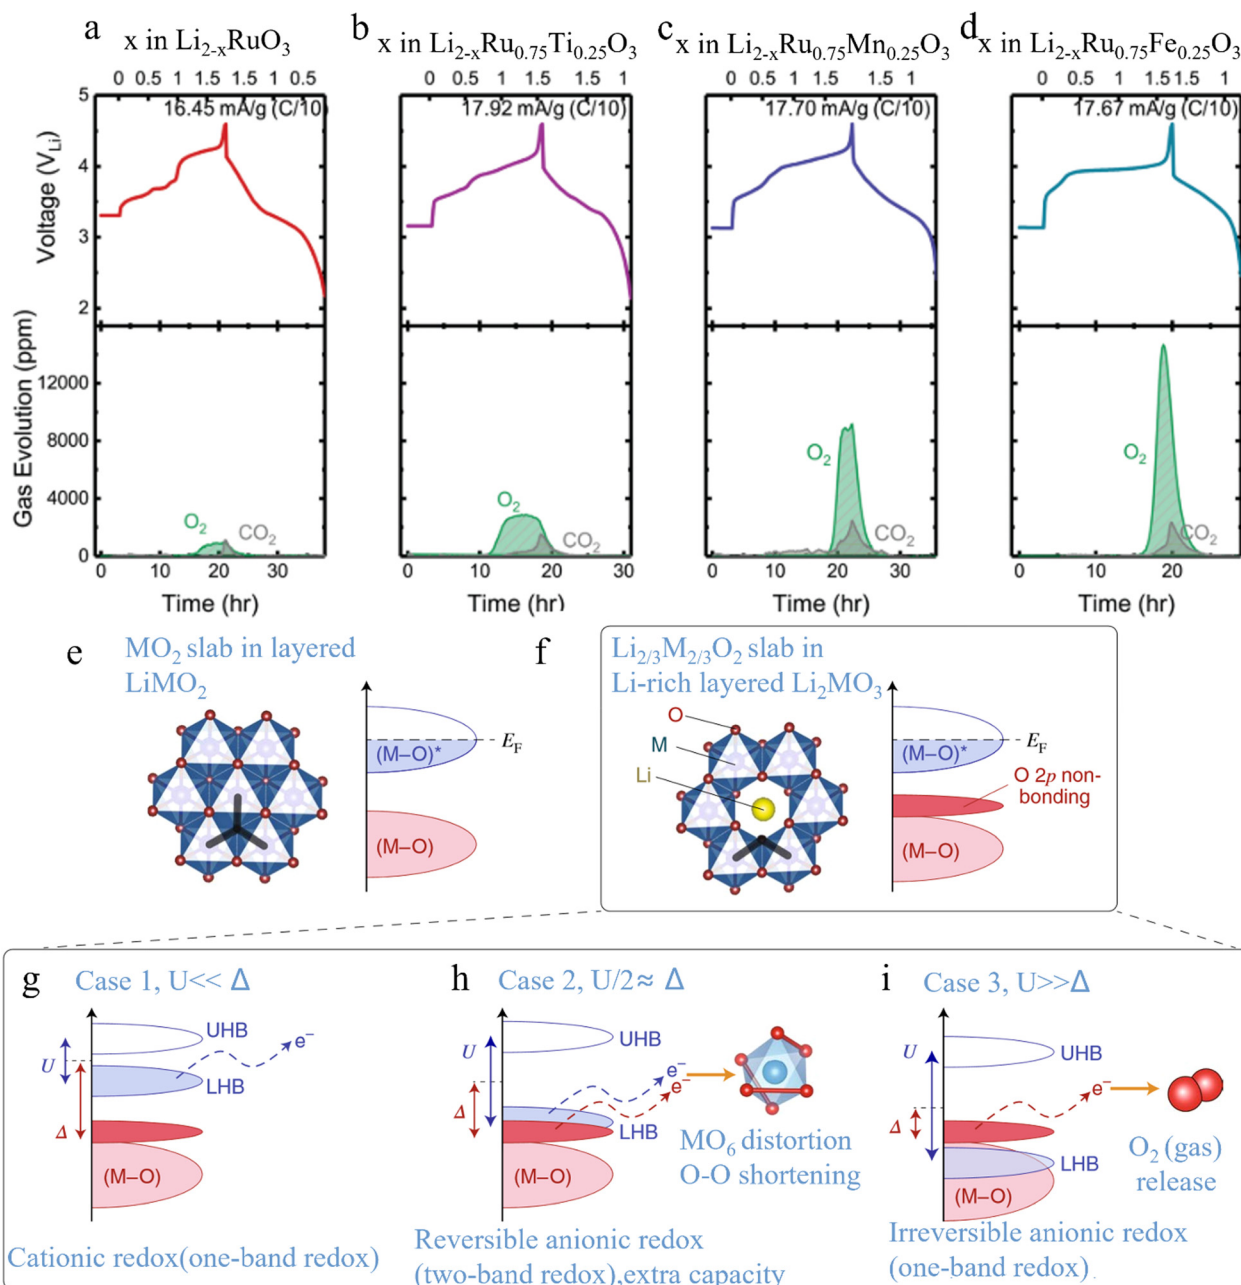 a
x in Li2-xRuO3
0 0.5 1 1.5 1.5 1 0.5
16.45 mA/g (C/10)
b
x in Li2-xRu0.75Ti0.25O3
0 0.5 1 1.5 1.5 1
17.92 mA/g (C/10)
c
x in Li2-xRu0.75Mn0.25O3
0 0.5 1 1.5 1.5 1
17.70 mA/g (C/10)
d
x in Li2-xRu0.75Fe0.25O3
0 0.5 1 1.5 1.5 1
17.67 mA/g (C/10)
Voltage (VLi)
5
4
3
2
Gas Evolution (ppm)
12000
8000
4000
0
O2
CO2
O2
CO2
O2
CO2
O2
CO2
0 10 20 30
0 10 20 30
0 10 20 30
0 10 20 30
Time (hr)
Time (hr)
Time (hr)
Time (hr)
e
MO2 slab in layered
LiMO2
(M–O)*
EF
(M–O)
f
Li2/3M2/3O2 slab in
Li-rich layered Li2MO3
O
M
Li
(M–O)*
EF
O 2p non-
bonding
(M–O)
g
Case 1, U<< Δ
UHB
U
e−
LHB
Δ
(M–O)
Cationic redox(one-band redox)
h
Case 2, U/2≈ Δ
UHB
U
e−
e−
Δ
LHB
(M–O)
MO6 distortion
O-O shortening
Reversible anionic redox
(two-band redox),extra capacity
i
Case 3, U>>Δ
UHB
U
e−
Δ
LHB
(M–O)
O2 (gas)
release
Irreversible anionic redox
(one-band redox)